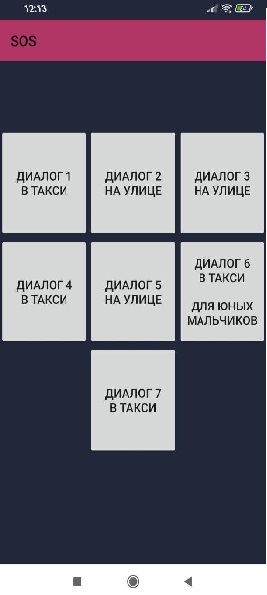 12:13
SOS
ДИАЛОГ 1
В ТАКСИ
ДИАЛОГ 2
НА УЛИЦЕ
ДИАЛОГ 3
НА УЛИЦЕ
ДИАЛОГ 4
В ТАКСИ
ДИАЛОГ 5
НА УЛИЦЕ
ДИАЛОГ 6
В ТАКСИ
ДЛЯ ЮНЫХ
МАЛЬЧИКОВ
ДИАЛОГ 7
В ТАКСИ